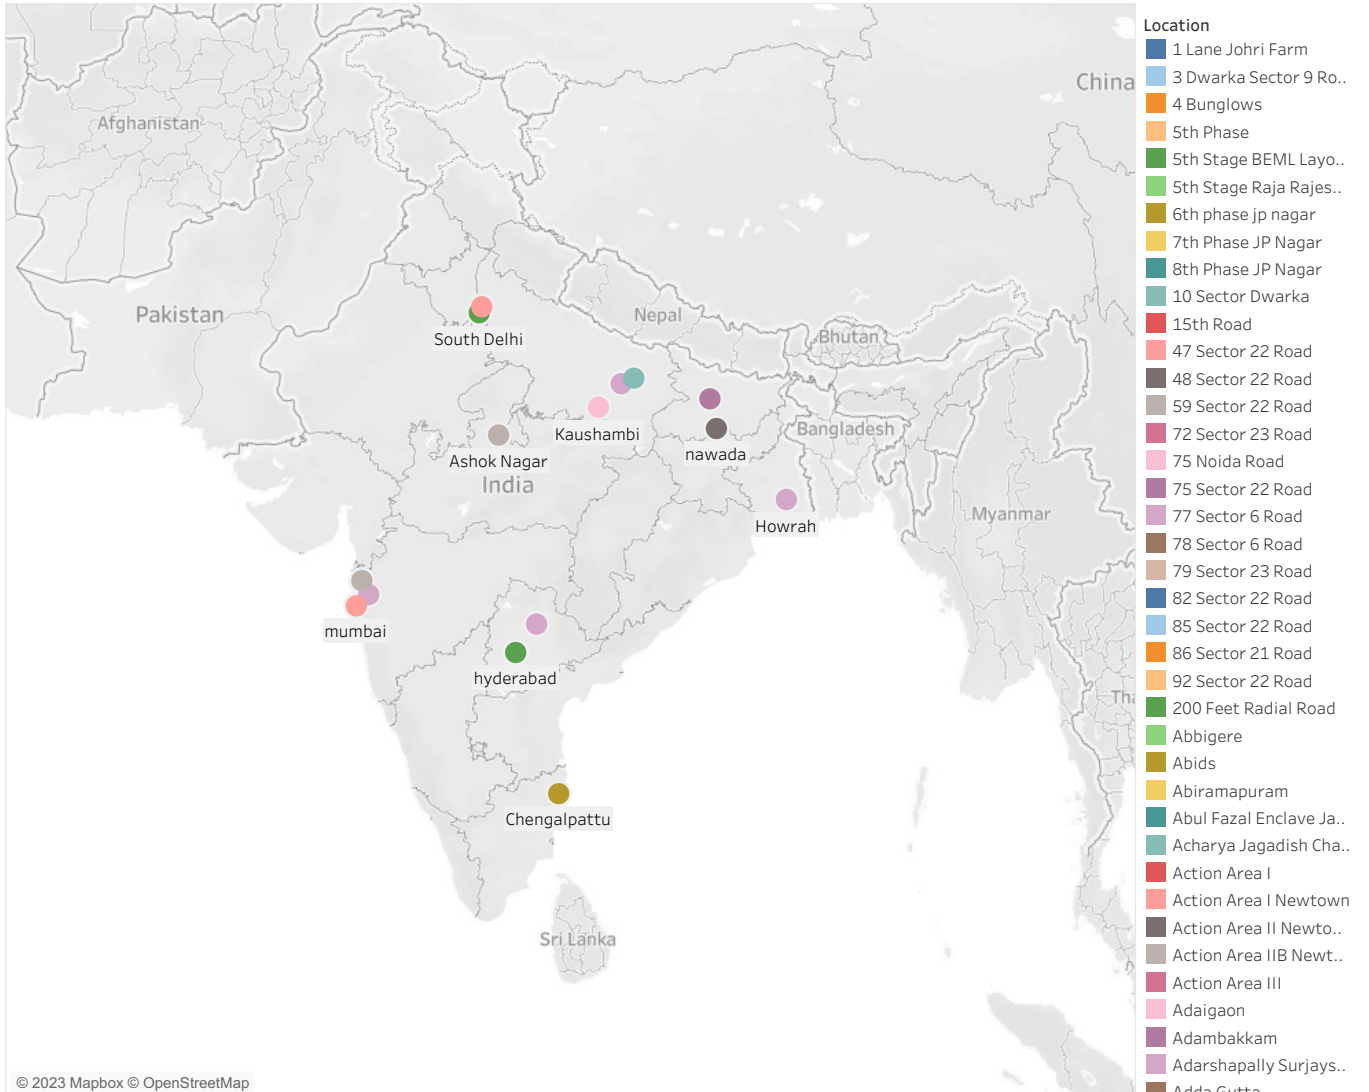 China
Afghanistan
Pakistan
Nepal
South Delhi
Bhutan
Kaushambi
Bangladesh
nawada
Ashok Nagar
India
Myanmar
Howrah
mumbai
hyderabad
Tha
Chengalpattu
Sri Lanka
© 2023 Mapbox © OpenStreetMap
Location
1 Lane Johri Farm
3 Dwarka Sector 9 Ro..
4 Bunglows
5th Phase
5th Stage BEML Layo..
5th Stage Raja Rajes..
6th phase jp nagar
7th Phase JP Nagar
8th Phase JP Nagar
10 Sector Dwarka
15th Road
47 Sector 22 Road
48 Sector 22 Road
59 Sector 22 Road
72 Sector 23 Road
75 Noida Road
75 Sector 22 Road
77 Sector 6 Road
78 Sector 6 Road
79 Sector 23 Road
82 Sector 22 Road
85 Sector 22 Road
86 Sector 21 Road
92 Sector 22 Road
200 Feet Radial Road
Abbigere
Abids
Abiramapuram
Abul Fazal Enclave Ja..
Acharya Jagadish Cha..
Action Area I
Action Area I Newtown
Action Area II Newto..
Action Area IIB Newt..
Action Area III
Adaigaon
Adambakkam
Adarshapally Surjays..
Adda Gutta